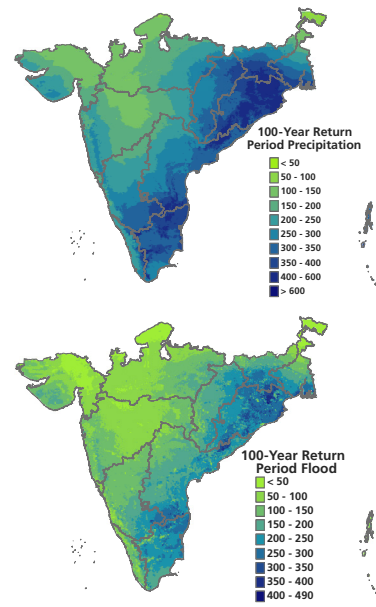 100-Year Return
Period Precipitation
< 50
50 - 100
100 - 150
150 - 200
200 - 250
250 - 300
300 - 350
350 - 400
400 - 600
> 600
100-Year Return
Period Flood
< 50
50 - 100
100 - 150
150 - 200
200 - 250
250 - 300
300 - 350
350 - 400
400 - 490